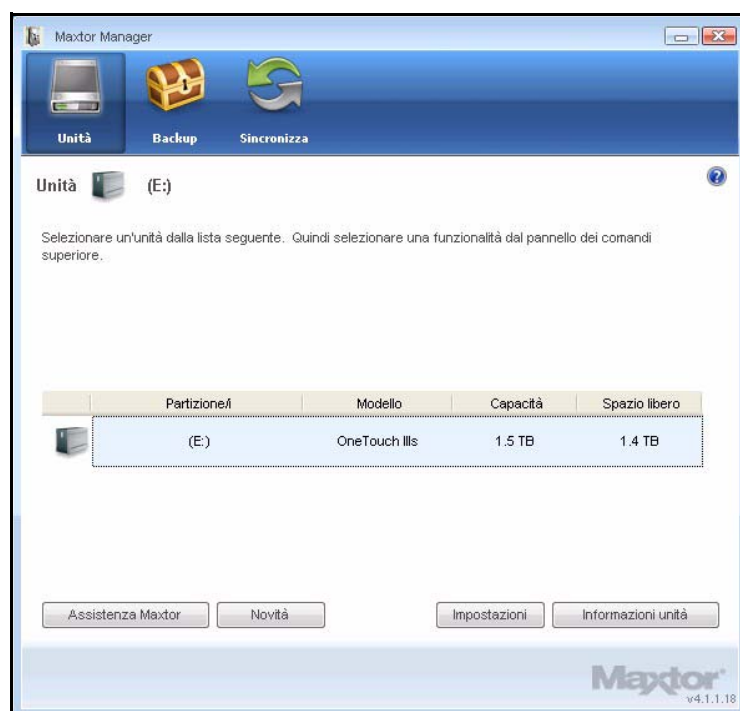 Maxtor Manager
Unità
Backup
Sincronizza
Unità (E:)
?
Selezionare un'unità dalla lista seguente. Quindi selezionare una funzionalità dal pannello dei comandi
superiore.
Partizione/i Modello Capacità Spazio libero
(E:) OneTouch IIIs 1.5 TB 1.4 TB
Assistenza Maxtor Novità Impostazioni Informazioni unità
Maxtor
v4.1.1.18